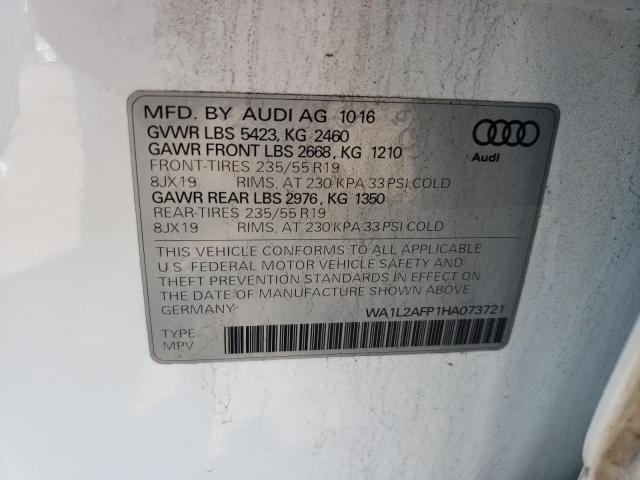 MFD. BY AUDI AG 10 16
GVWR LBS 5423, KG 2460
GAWR FRONT LBS 2668, KG 1210
FRONT-TIRES 235/55 R19
8JX19 RIMS, AT 230 KPA 33 PSI COLD
GAWR REAR LBS 2976, KG 1350
REAR-TIRES 235/55 R19
8JX19 RIMS, AT 230 KPA 33 PSI COLD
Audi
THIS VEHICLE CONFORMS TO ALL APPLICABLE
U.S. FEDERAL MOTOR VEHICLE SAFETY AND
THEFT PREVENTION STANDARDS IN EFFECT ON
THE DATE OF MANUFACTURE SHOWN ABOVE.
GERMANY WA1L2AFP1HA073721
TYPE
MPV